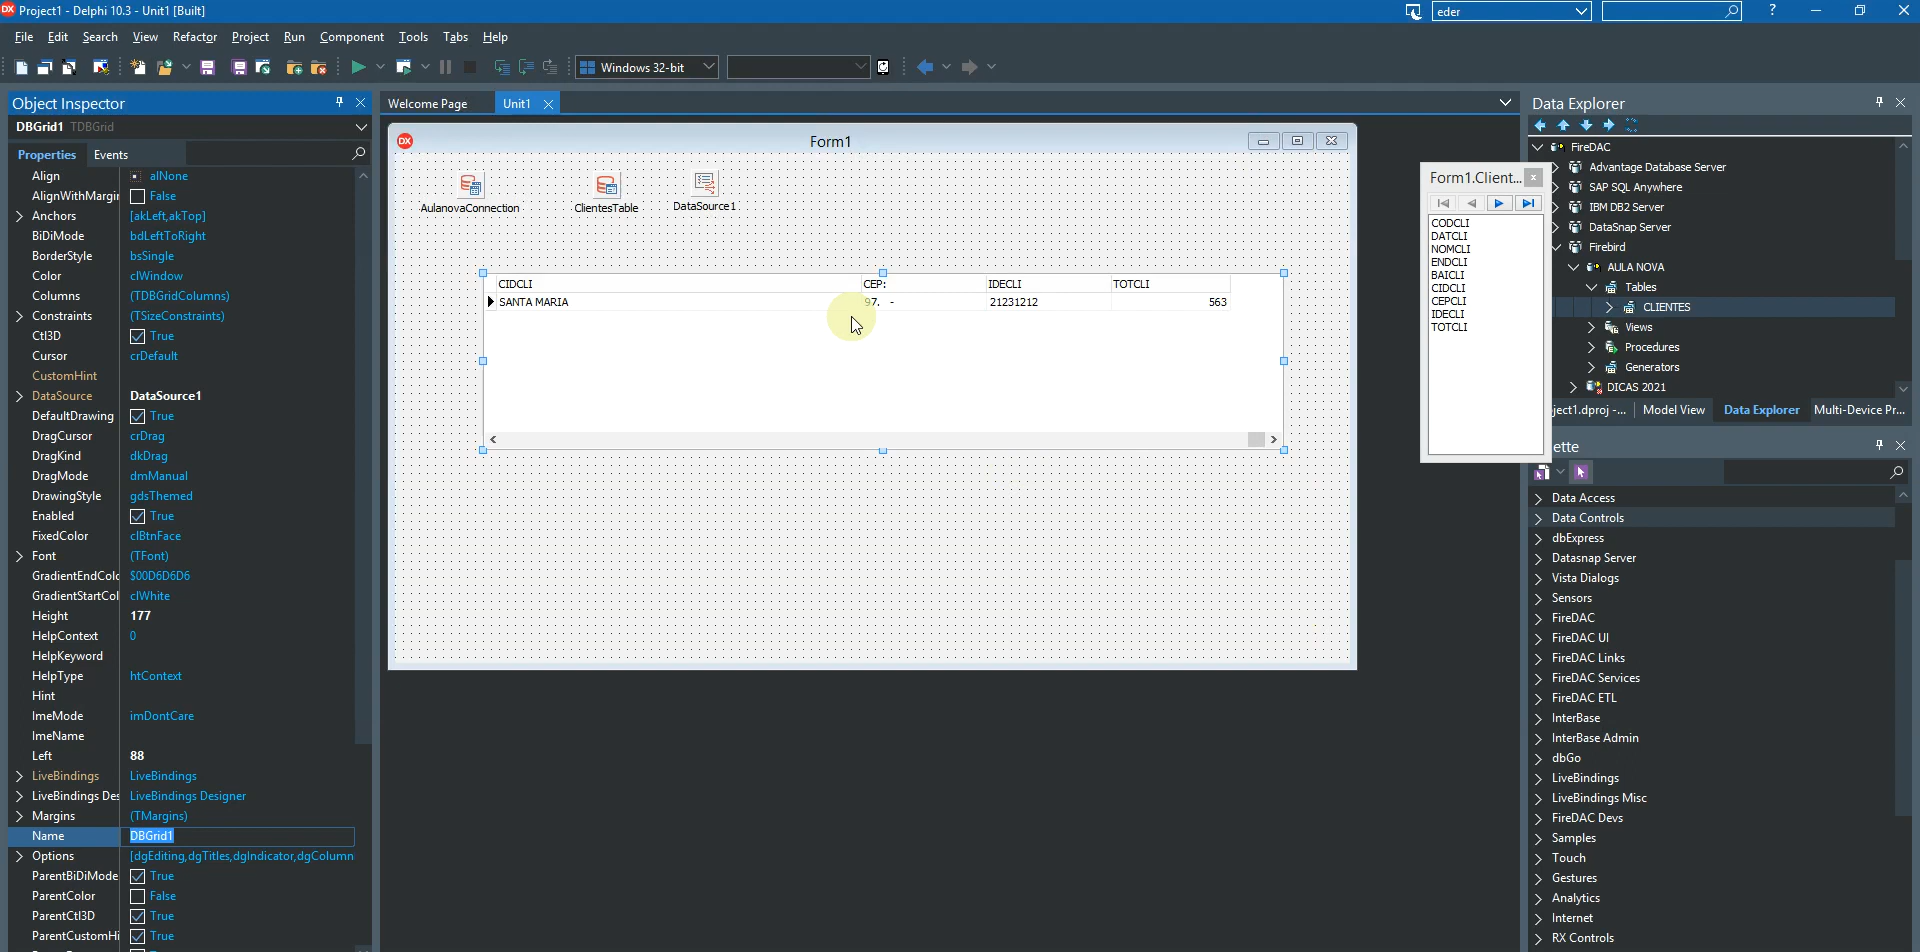 Project1 - Delphi 10.3 - Unit1 [Built]
eder
?
File Edit Search View Refactor Project Run Component Tools Tabs Help
Windows 32-bit
Object Inspector
DBGrid1 TDBGrid
Properties Events
Align alNone
AlignWithMargin False
Anchors [akLeft,akTop]
BiDiMode bdLeftToRight
BorderStyle bsSingle
Color clWindow
Columns (TDBGridColumns)
Constraints (TSizeConstraints)
Ctl3D True
Cursor crDefault
CustomHint
DataSource DataSource1
DefaultDrawing True
DragCursor crDrag
DragKind dkDrag
DragMode dmManual
DrawingStyle gdsThemed
Enabled True
FixedColor clBtnFace
Font (TFont)
GradientEndColo $00D6D6D6
GradientStartCol clWhite
Height 177
HelpContext 0
HelpKeyword
HelpType htContext
Hint
ImeMode imDontCare
ImeName
Left 88
LiveBindings LiveBindings
LiveBindings Des LiveBindings Designer
Margins (TMargins)
Name DBGrid1
Options [dgEditing,dgTitles,dgIndicator,dgColumn
ParentBiDiMode True
ParentColor False
ParentCtl3D True
ParentCustomHi True
Welcome Page Unit1
DX Form1
AulanovaConnection ClientesTable DataSource1
CIDCLI CEP: IDECLI TOTCLI
SANTA MARIA 97. - 21231212 563
Form1.Client...
CODCLI
DATCLI
NOMCLI
ENDCLI
BAICLI
CIDCLI
CEPCLI
IDECLI
TOTCLI
Data Explorer
FireDAC
Advantage Database Server
SAP SQL Anywhere
IBM DB2 Server
DataSnap Server
Firebird
AULA NOVA
Tables
CLIENTES
Views
Procedures
Generators
DICAS 2021
ject1.dproj -... Model View Data Explorer Multi-Device Pr...
ette
Data Access
Data Controls
dbExpress
Datasnap Server
Vista Dialogs
Sensors
FireDAC
FireDAC UI
FireDAC Links
FireDAC Services
FireDAC ETL
InterBase
InterBase Admin
dbGo
LiveBindings
LiveBindings Misc
FireDAC Devs
Samples
Touch
Gestures
Analytics
Internet
RX Controls